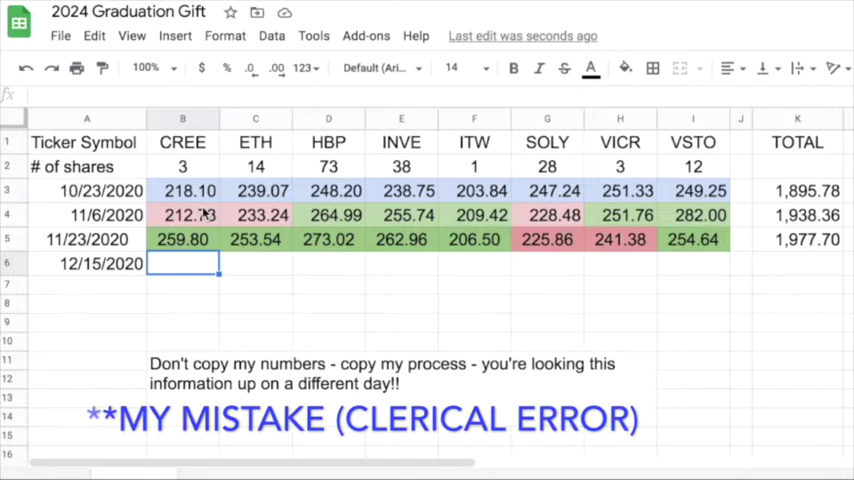 2024 Graduation Gift
File Edit View Insert Format Data Tools Add-ons Help Last edit was seconds ago
100% $ % .0 .00 123 Default (Ari... 14 B I S A
fx
A B C D E F G H I J K
1 Ticker Symbol CREE ETH HBP INVE ITW SOLY VICR VSTO TOTAL
2 # of shares 3 14 73 38 1 28 3 12
3 10/23/2020 218.10 239.07 248.20 238.75 203.84 247.24 251.33 249.25 1,895.78
4 11/6/2020 212.73 233.24 264.99 255.74 209.42 228.48 251.76 282.00 1,938.36
5 11/23/2020 259.80 253.54 273.02 262.96 206.50 225.86 241.38 254.64 1,977.70
6 12/15/2020
7
8
9
10
11 Don't copy my numbers - copy my process - you're looking this
12 information up on a different day!!
13
14 **MY MISTAKE (CLERICAL ERROR)
15
16